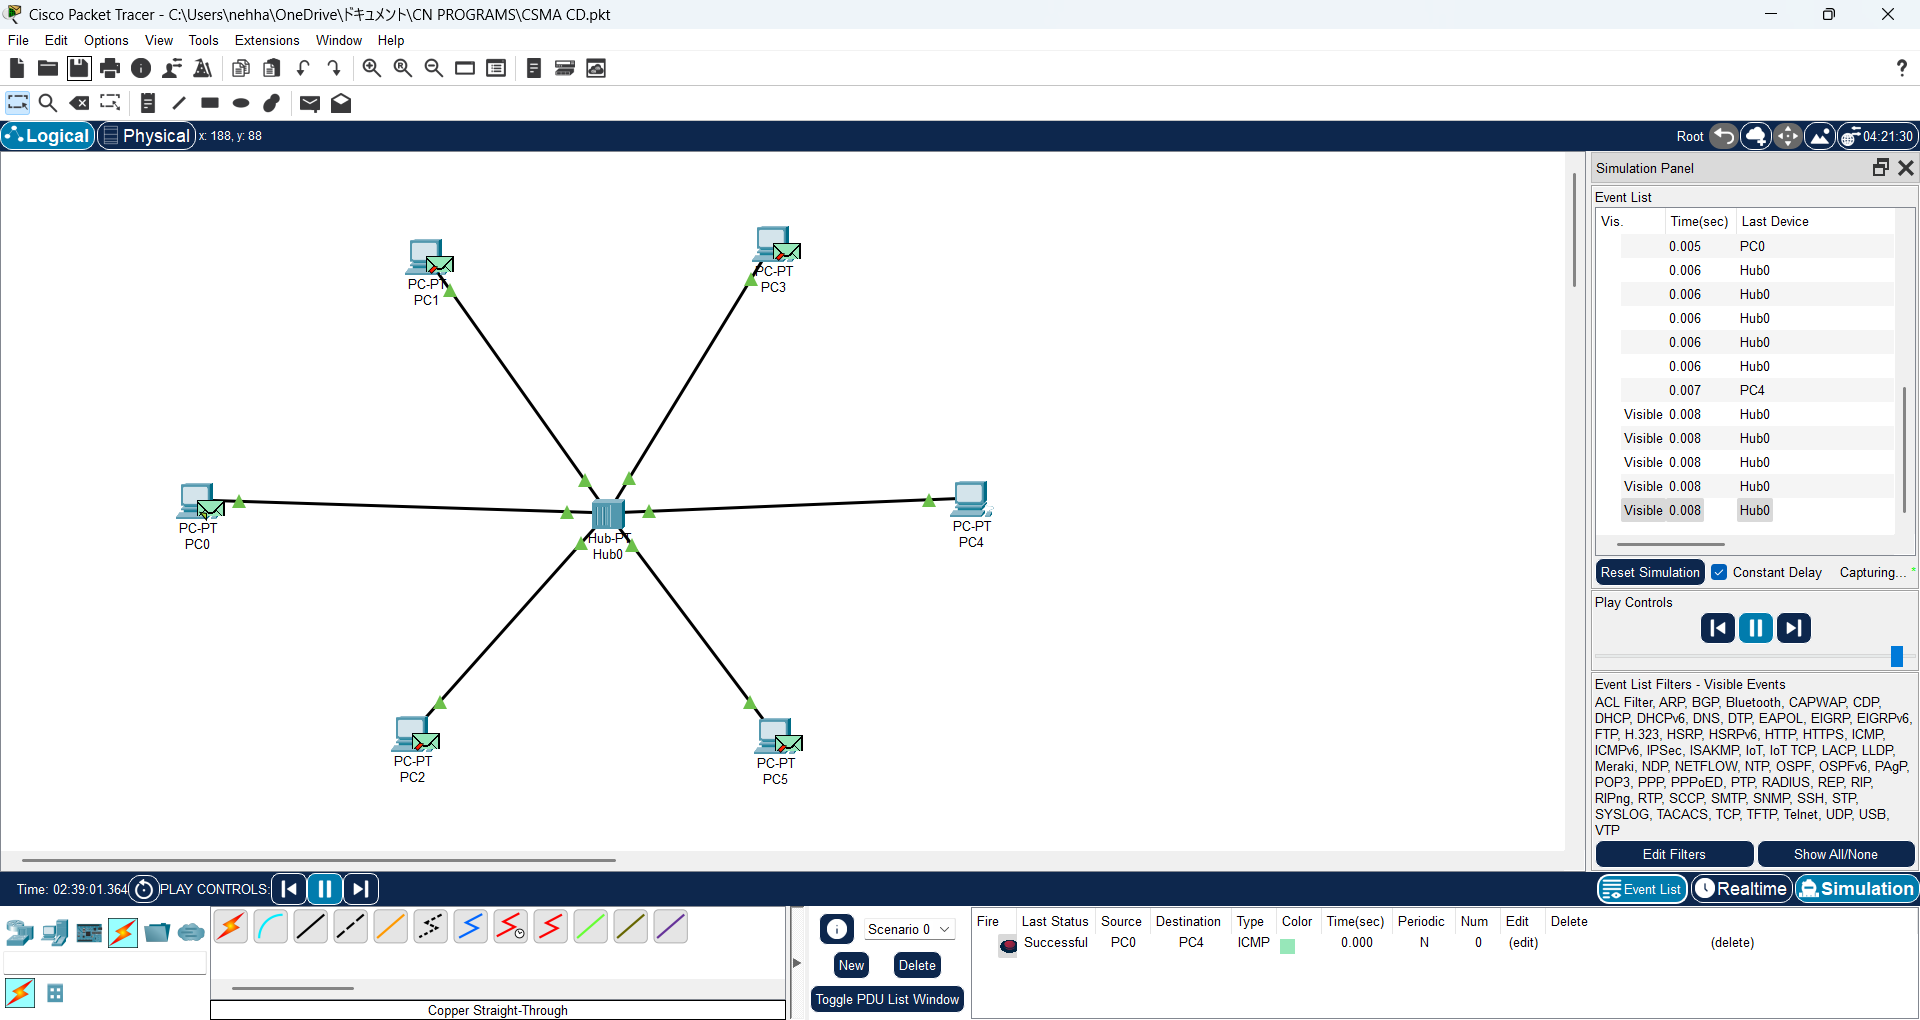 Cisco Packet Tracer - C:\Users\nehha\OneDrive\ドキュメント\CN PROGRAMS\CSMA CD.pkt
File Edit Options View Tools Extensions Window Help
?
Logical Physical x: 188, y: 88 Root 04:21:30
Simulation Panel
Event List
Vis. Time(sec) Last Device
0.005 PC0
0.006 Hub0
0.006 Hub0
0.006 Hub0
0.006 Hub0
0.006 Hub0
0.007 PC4
Visible 0.008 Hub0
Visible 0.008 Hub0
Visible 0.008 Hub0
Visible 0.008 Hub0
Visible 0.008 Hub0
Reset Simulation Constant Delay Capturing...
Play Controls
Event List Filters - Visible Events
ACL Filter, ARP, BGP, Bluetooth, CAPWAP, CDP,
DHCP, DHCPv6, DNS, DTP, EAPOL, EIGRP, EIGRPv6,
FTP, H.323, HSRP, HSRPv6, HTTP, HTTPS, ICMP,
ICMPv6, IPSec, ISAKMP, IoT, IoT TCP, LACP, LLDP,
Meraki, NDP, NETFLOW, NTP, OSPF, OSPFv6, PAgP,
POP3, PPP, PPPoED, PTP, RADIUS, REP, RIP,
RIPng, RTP, SCCP, SMTP, SNMP, SSH, STP,
SYSLOG, TACACS, TCP, TFTP, Telnet, UDP, USB,
VTP
Edit Filters Show All/None
PC-PT
PC1
PC-PT
PC3
PC-PT
PC0
Hub-PT
Hub0
PC-PT
PC4
PC-PT
PC2
PC-PT
PC5
Time: 02:39:01.364 PLAY CONTROLS: Event List Realtime Simulation
Copper Straight-Through
Scenario 0
New Delete
Toggle PDU List Window
Fire Last Status Source Destination Type Color Time(sec) Periodic Num Edit Delete
Successful PC0 PC4 ICMP 0.000 N 0 (edit) (delete)